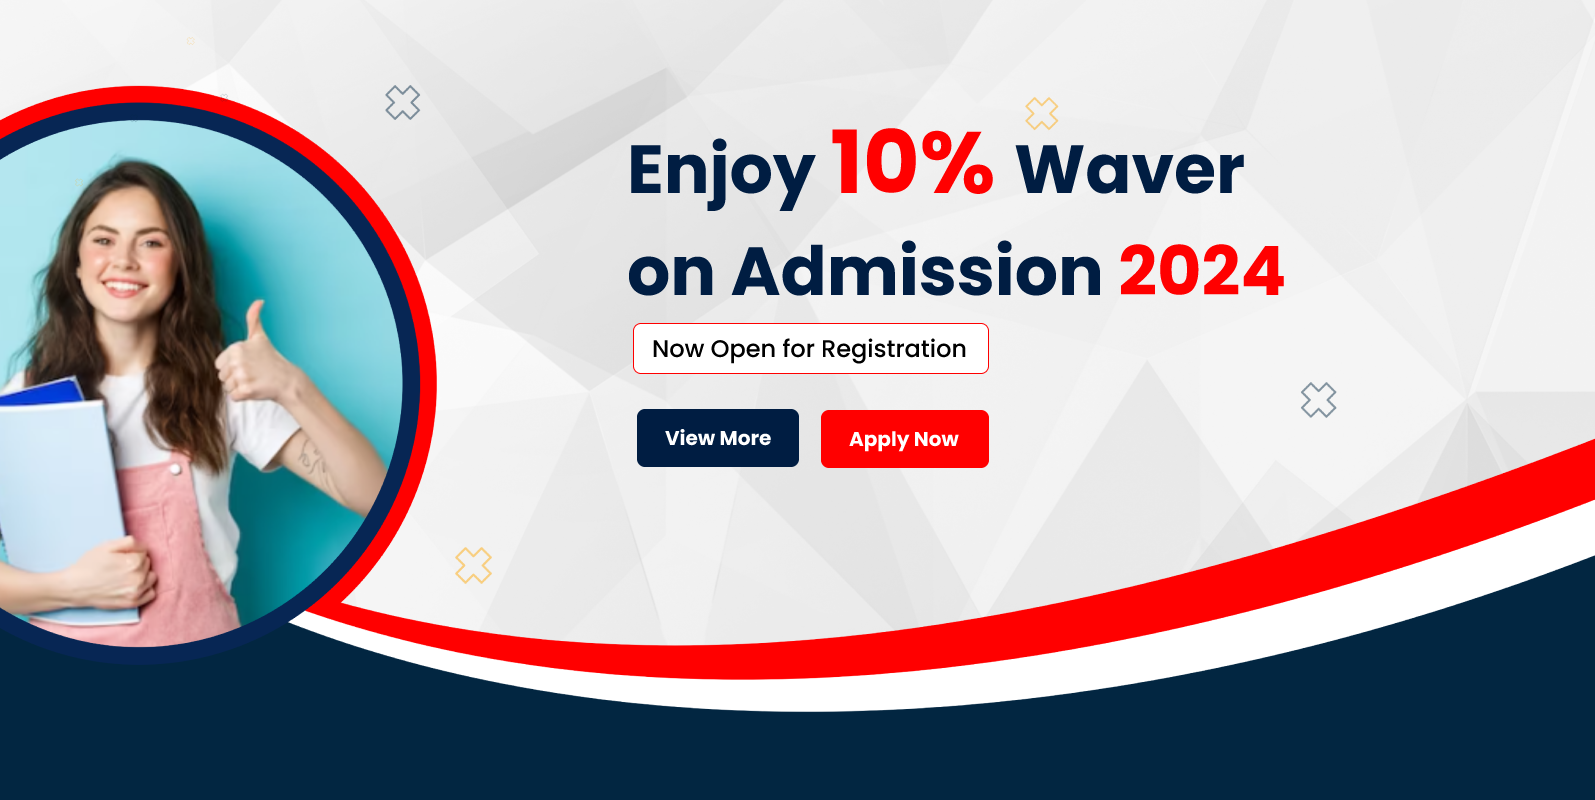 Enjoy 10% Waver
on Admission 2024
Now Open for Registration
View More
Apply Now